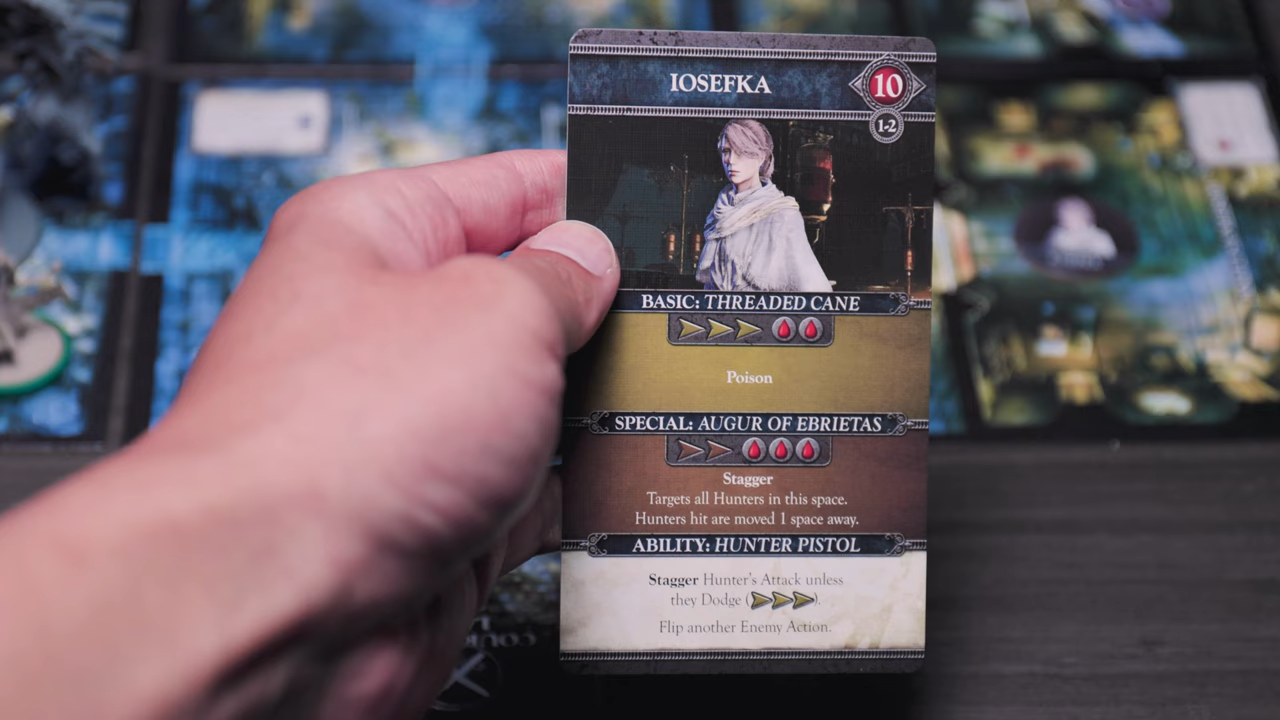 IOSEFKA
10
1-2
BASIC: THREADED CANE
Poison
SPECIAL: AUGUR OF EBRIETAS
Stagger
Targets all Hunters in this space.
Hunters hit are moved 1 space away.
ABILITY: HUNTER PISTOL
Stagger Hunter's Attack unless
they Dodge ( ).
Flip another Enemy Action.